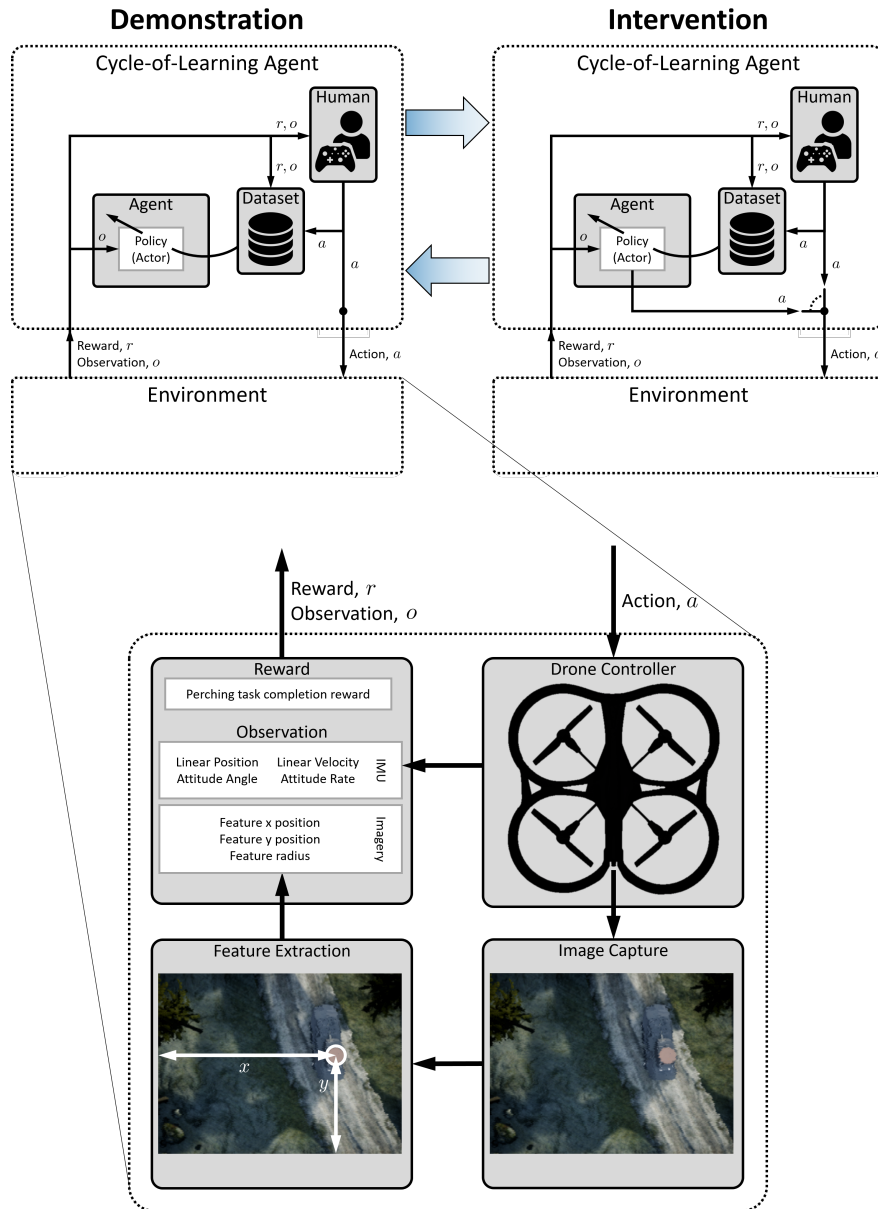 Demonstration
Cycle-of-Learning Agent
Human
r, o
r, o
Agent
Dataset
o
Policy
(Actor)
a
a
Reward, r
Observation, o
Action, a
Environment
Intervention
Cycle-of-Learning Agent
Human
r, o
r, o
Agent
Dataset
o
Policy
(Actor)
a
a
a
Reward, r
Observation, o
Action, a
Environment
Reward, r
Observation, o
Action, a
Reward
Perching task completion reward
Observation
Linear Position Linear Velocity
Attitude Angle Attitude Rate
IMU
Feature x position
Feature y position
Feature radius
Imagery
Drone Controller
Feature Extraction
x
y
Image Capture